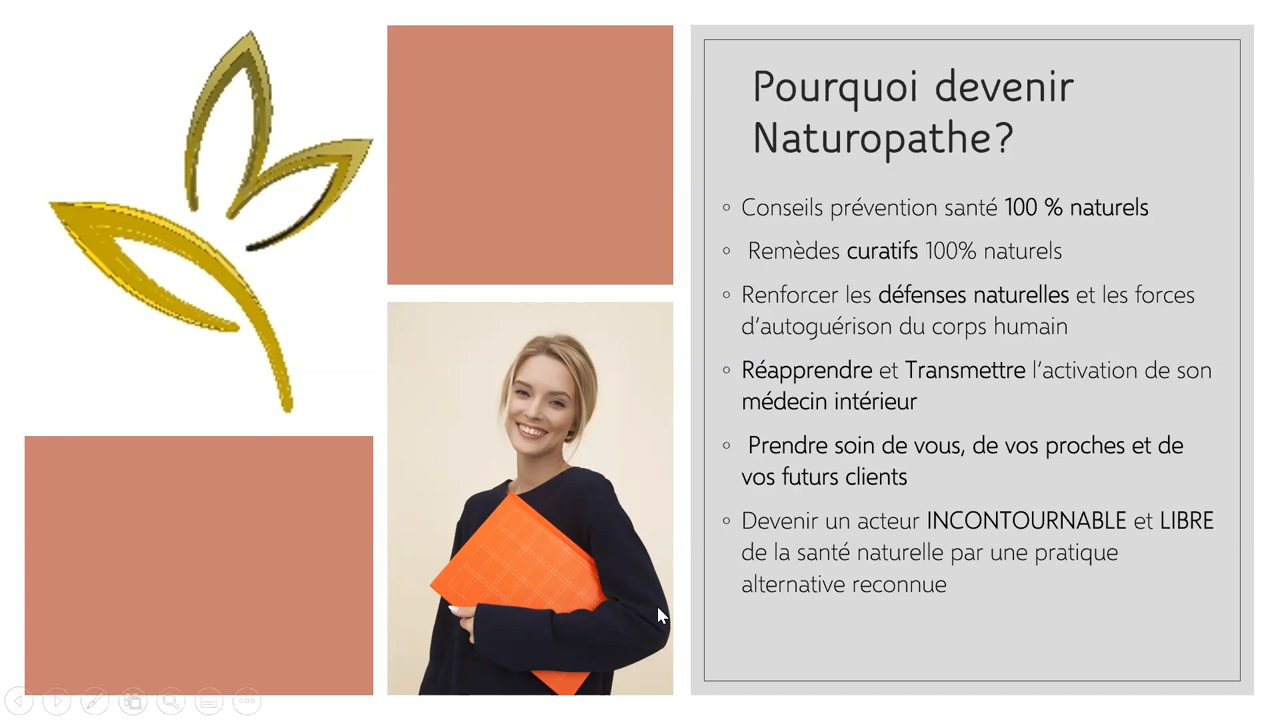 Pourquoi devenir
Naturopathe?
◦ Conseils prévention santé 100 % naturels
◦ Remèdes curatifs 100% naturels
◦ Renforcer les défenses naturelles et les forces
d'autoguérison du corps humain
◦ Réapprendre et Transmettre l'activation de son
médecin intérieur
◦ Prendre soin de vous, de vos proches et de
vos futurs clients
◦ Devenir un acteur INCONTOURNABLE et LIBRE
de la santé naturelle par une pratique
alternative reconnue